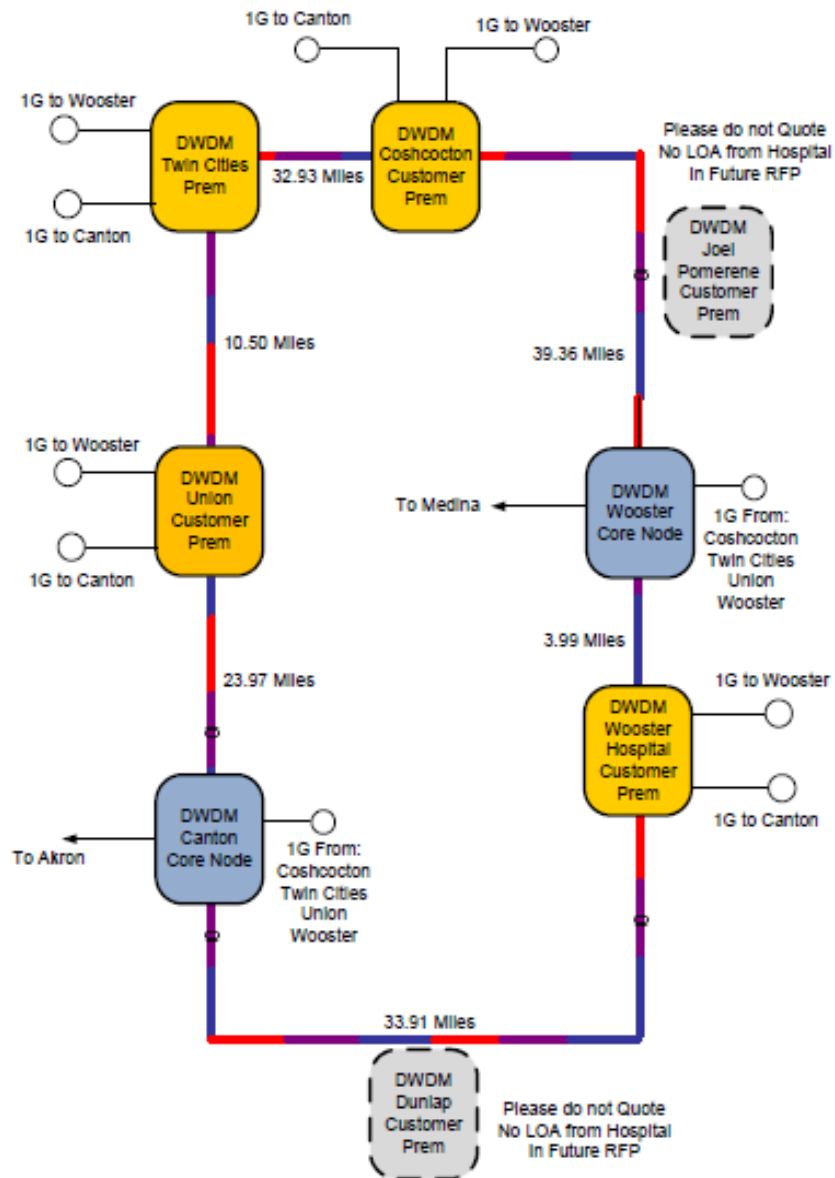 1G to Canton
1G to Wooster
1G to Wooster
DWDM
Twin Cities
Prem
32.93 Miles
DWDM
Coshcocton
Customer
Prem
Please do not Quote
No LOA from Hospital
In Future RFP
1G to Canton
DWDM
Joel
Pomerene
Customer
Prem
10.50 Miles
39.36 Miles
1G to Wooster
DWDM
Union
Customer
Prem
1G to Canton
To Medina
DWDM
Wooster
Core Node
1G From:
Coshcocton
Twin Cities
Union
Wooster
3.99 Miles
23.97 Miles
DWDM
Wooster
Hospital
Customer
Prem
1G to Wooster
1G to Canton
To Akron
DWDM
Canton
Core Node
1G From:
Coshcocton
Twin Cities
Union
Wooster
33.91 Miles
DWDM
Dunlap
Customer
Prem
Please do not Quote
No LOA from Hospital
In Future RFP